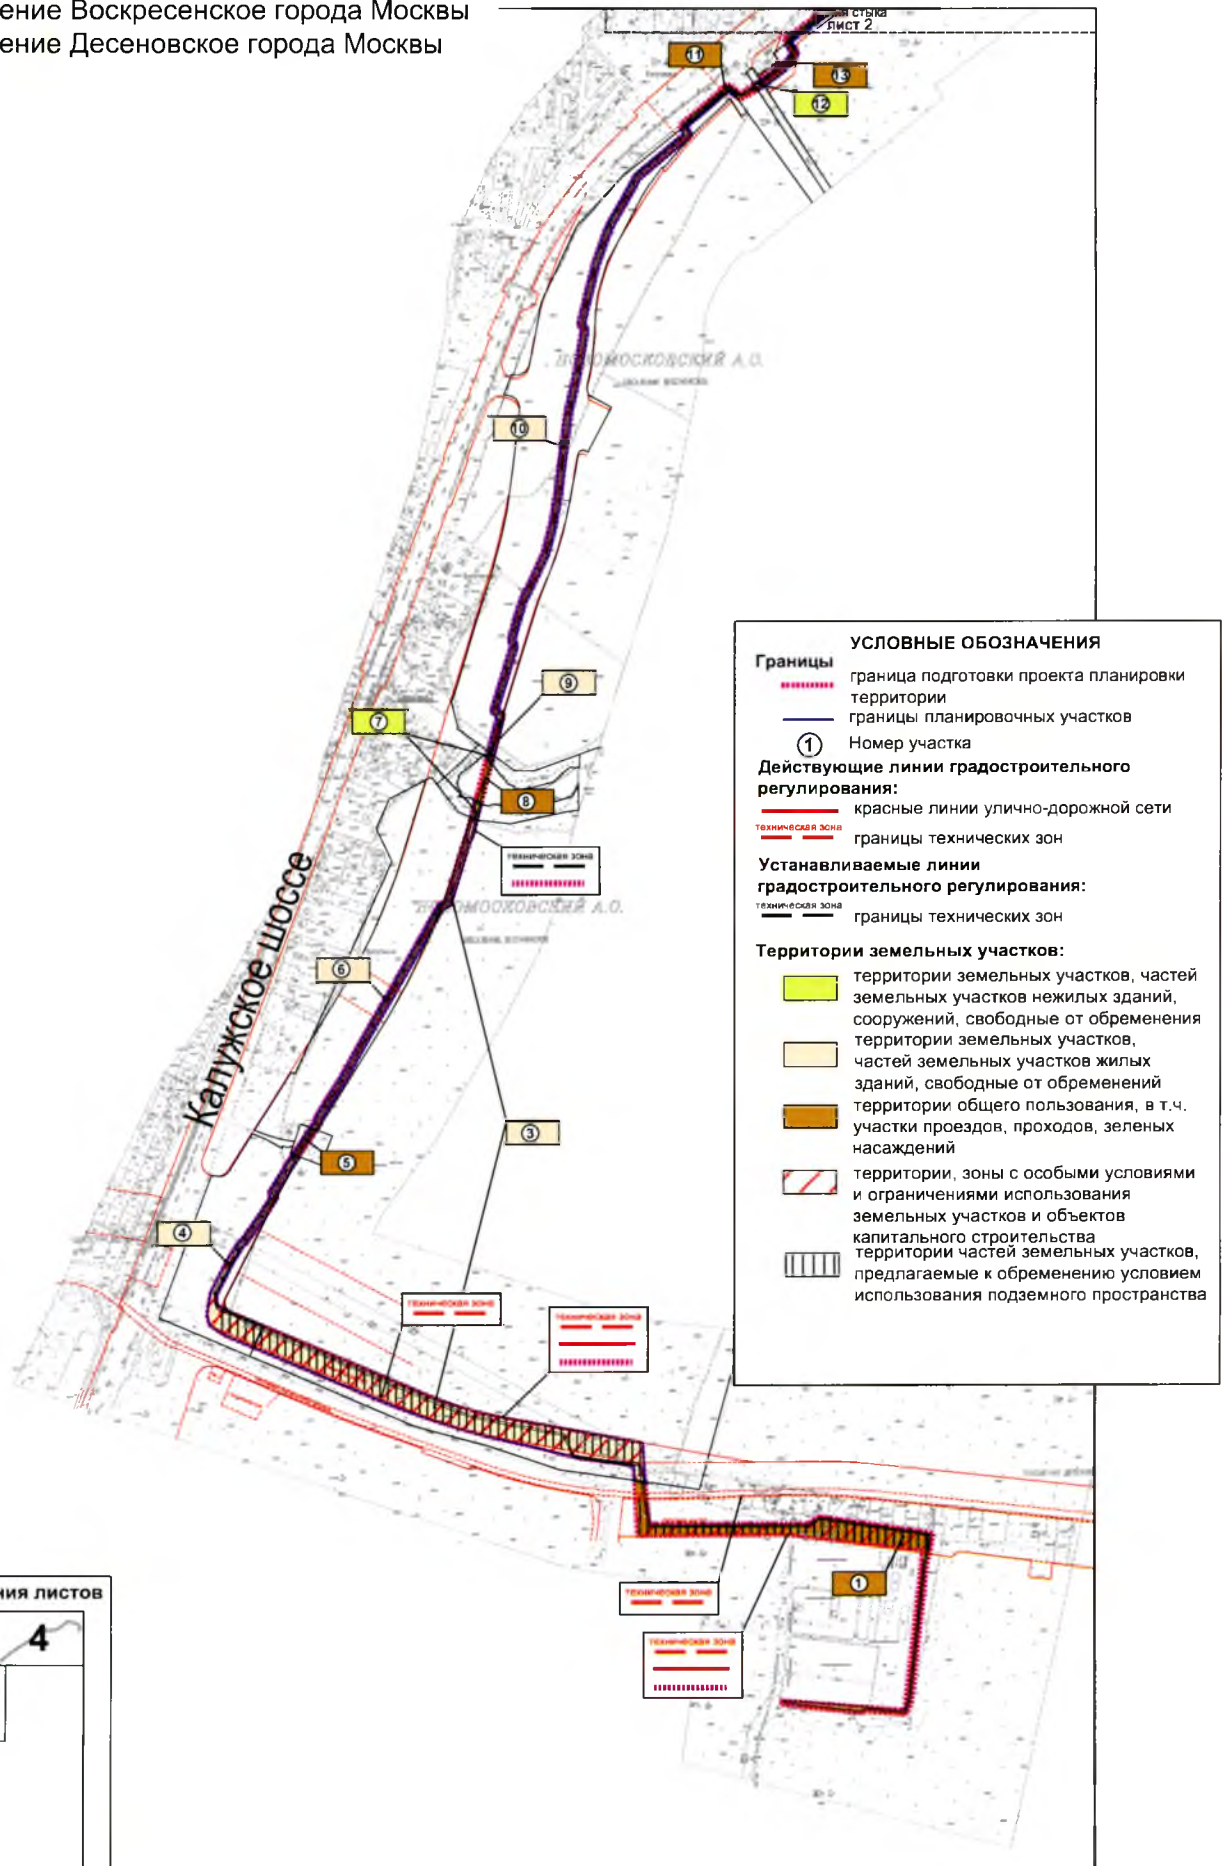 ение Воскресенское города Москвы
ение Десеновское города Москвы
стыка
лист 2
11
13
12
НОВОМОСКОВСКИЙ А.О.
10
9
7
8
техническая зона
НОВОМОСКОВСКИЙ А.О.
Калужское шоссе
6
3
5
4
техническая зона
техническая зона
1
техническая зона
техническая зона
ния листов
4
УСЛОВНЫЕ ОБОЗНАЧЕНИЯ
Границы
граница подготовки проекта планировки
территории
границы планировочных участков
1 Номер участка
Действующие линии градостроительного
регулирования:
красные линии улично-дорожной сети
техническая зона
границы технических зон
Устанавливаемые линии
градостроительного регулирования:
техническая зона
границы технических зон
Территории земельных участков:
территории земельных участков, частей
земельных участков нежилых зданий,
сооружений, свободные от обременения
территории земельных участков,
частей земельных участков жилых
зданий, свободные от обременений
территории общего пользования, в т.ч.
участки проездов, проходов, зеленых
насаждений
территории, зоны с особыми условиями
и ограничениями использования
земельных участков и объектов
капитального строительства
территории частей земельных участков,
предлагаемые к обременению условием
использования подземного пространства